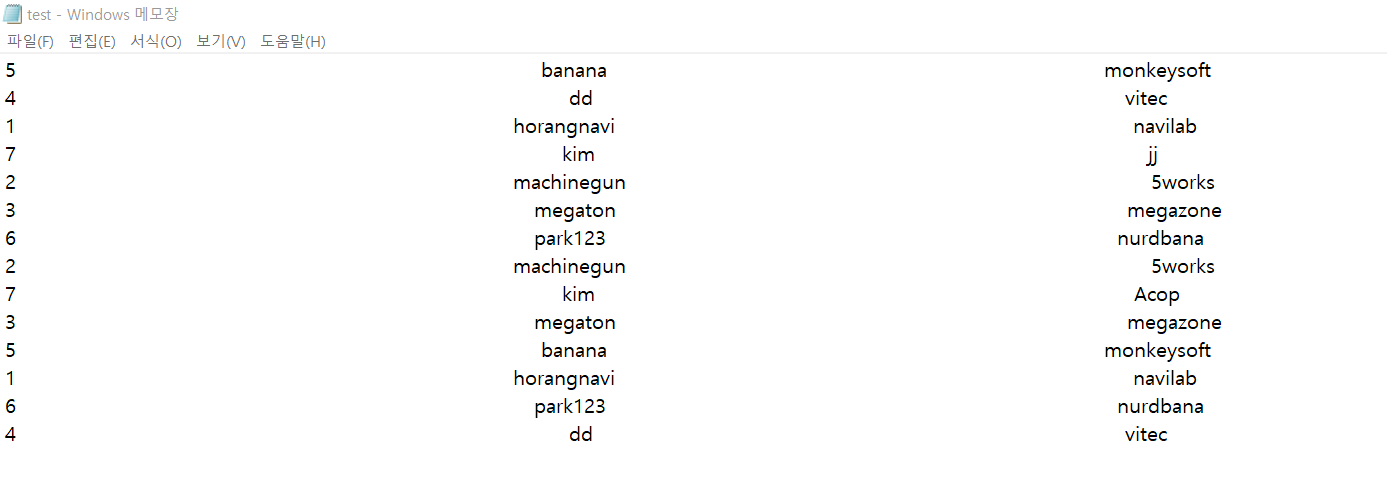 test - Windows 메모장
파일(F) 편집(E) 서식(O) 보기(V) 도움말(H)
5 banana monkeysoft
4 dd vitec
1 horangnavi navilab
7 kim jj
2 machinegun 5works
3 megaton megazone
6 park123 nurdbana
2 machinegun 5works
7 kim Acop
3 megaton megazone
5 banana monkeysoft
1 horangnavi navilab
6 park123 nurdbana
4 dd vitec